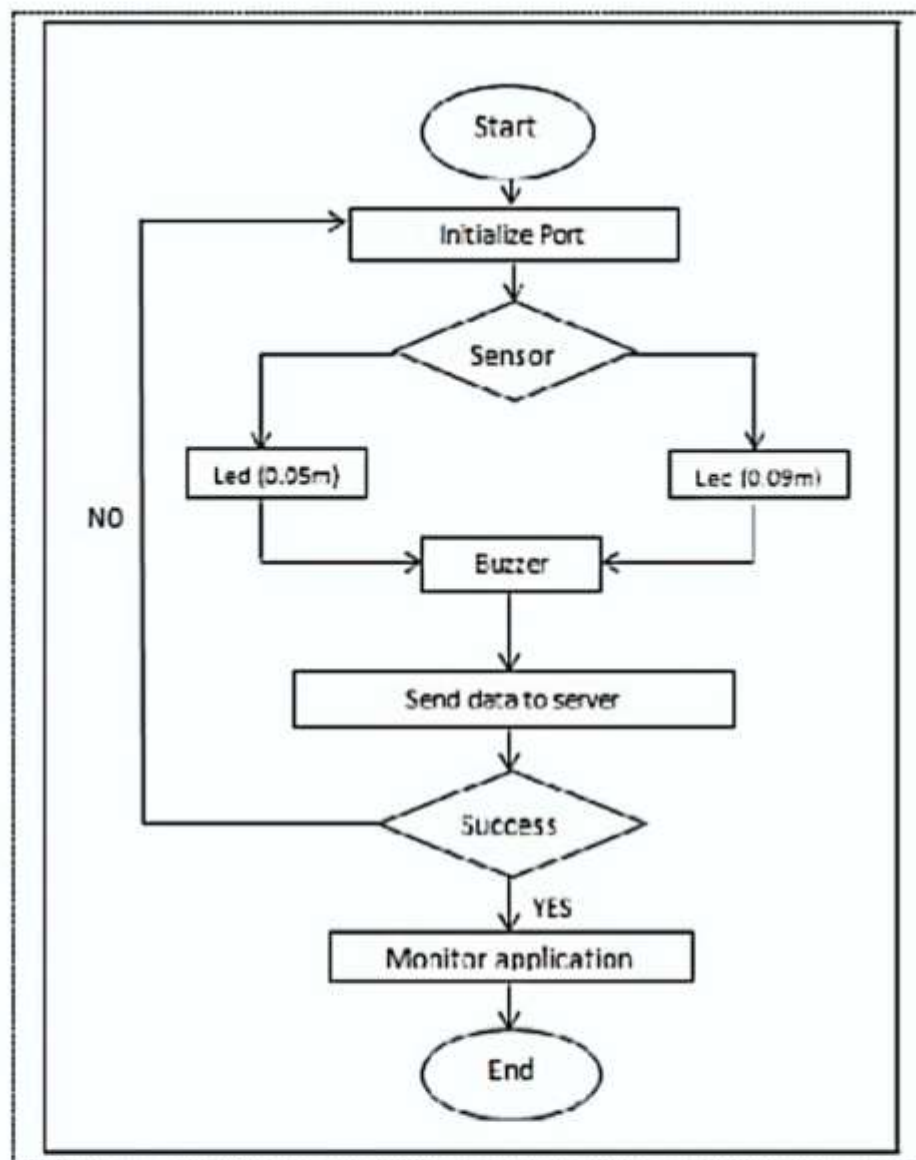 Start
Initialize Port
Sensor
Led (0.05m)
Lec (0.09m)
NO
Buzzer
Send data to server
Success
YES
Monitor application
End